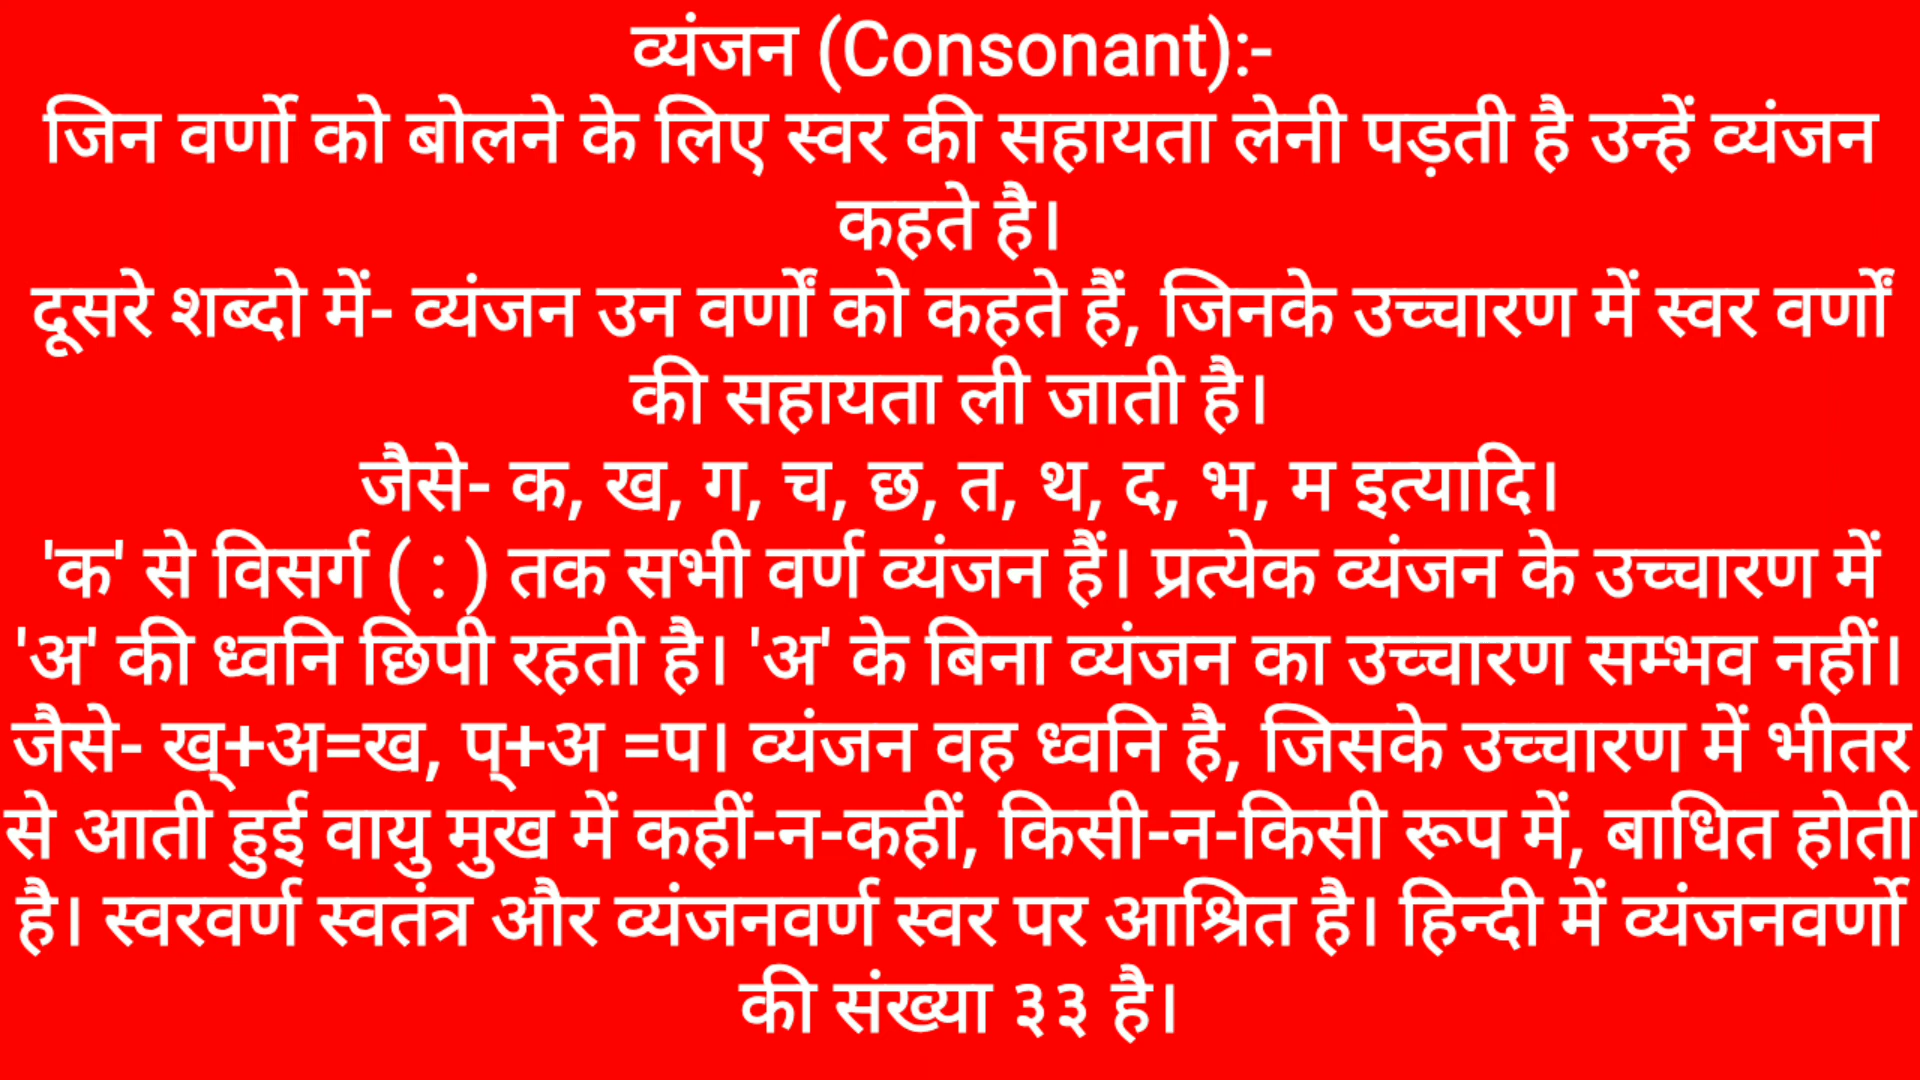 व्यंजन (Consonant):-
जिन वर्णो को बोलने के लिए स्वर की सहायता लेनी पड़ती है उन्हें व्यंजन
कहते है।
दूसरे शब्दो में- व्यंजन उन वर्णों को कहते हैं, जिनके उच्चारण में स्वर वर्णों
की सहायता ली जाती है।
जैसे- क, ख, ग, च, छ, त, थ, द, भ, म इत्यादि।
'क' से विसर्ग ( : ) तक सभी वर्ण व्यंजन हैं। प्रत्येक व्यंजन के उच्चारण में
'अ' की ध्वनि छिपी रहती है। 'अ' के बिना व्यंजन का उच्चारण सम्भव नहीं।
जैसे- ख्+अ=ख, प्+अ =प। व्यंजन वह ध्वनि है, जिसके उच्चारण में भीतर
से आती हुई वायु मुख में कहीं-न-कहीं, किसी-न-किसी रूप में, बाधित होती
है। स्वरवर्ण स्वतंत्र और व्यंजनवर्ण स्वर पर आश्रित है। हिन्दी में व्यंजनवर्णो
की संख्या ३३ है।